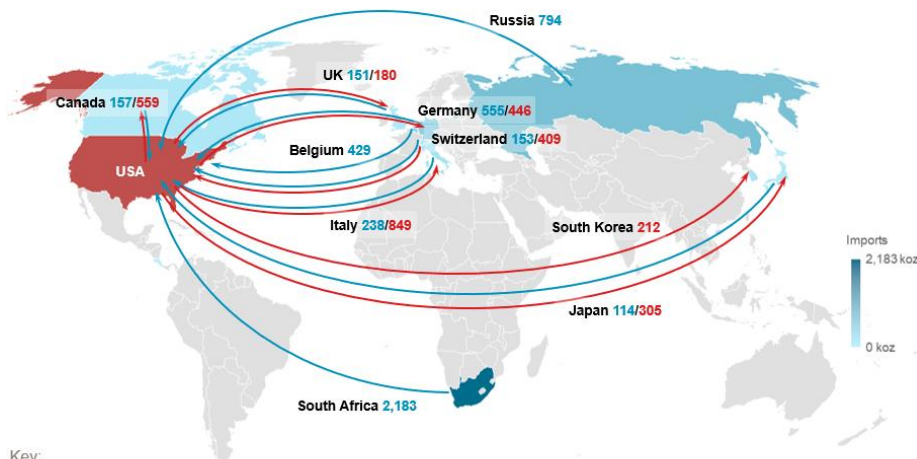 Russia 794
UK 151/180
Canada 157/559
Germany 555/446
Switzerland 153/409
Belgium 429
USA
Italy 238/849
South Korea 212
Imports
2,183 koz
Japan 114/305
0 koz
South Africa 2,183
Key: